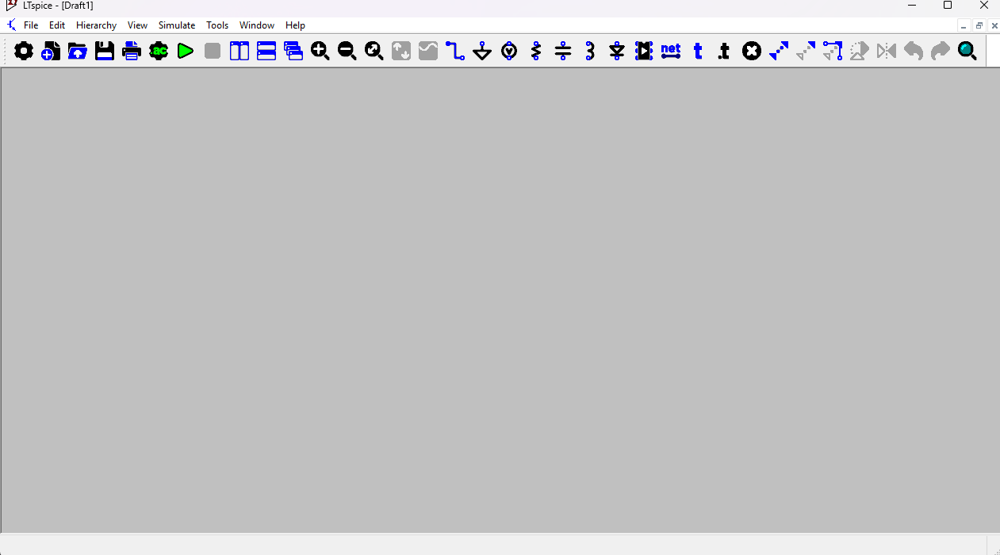 LTspice - [Draft1]
File Edit Hierarchy View Simulate Tools Window Help
.ac net t .t